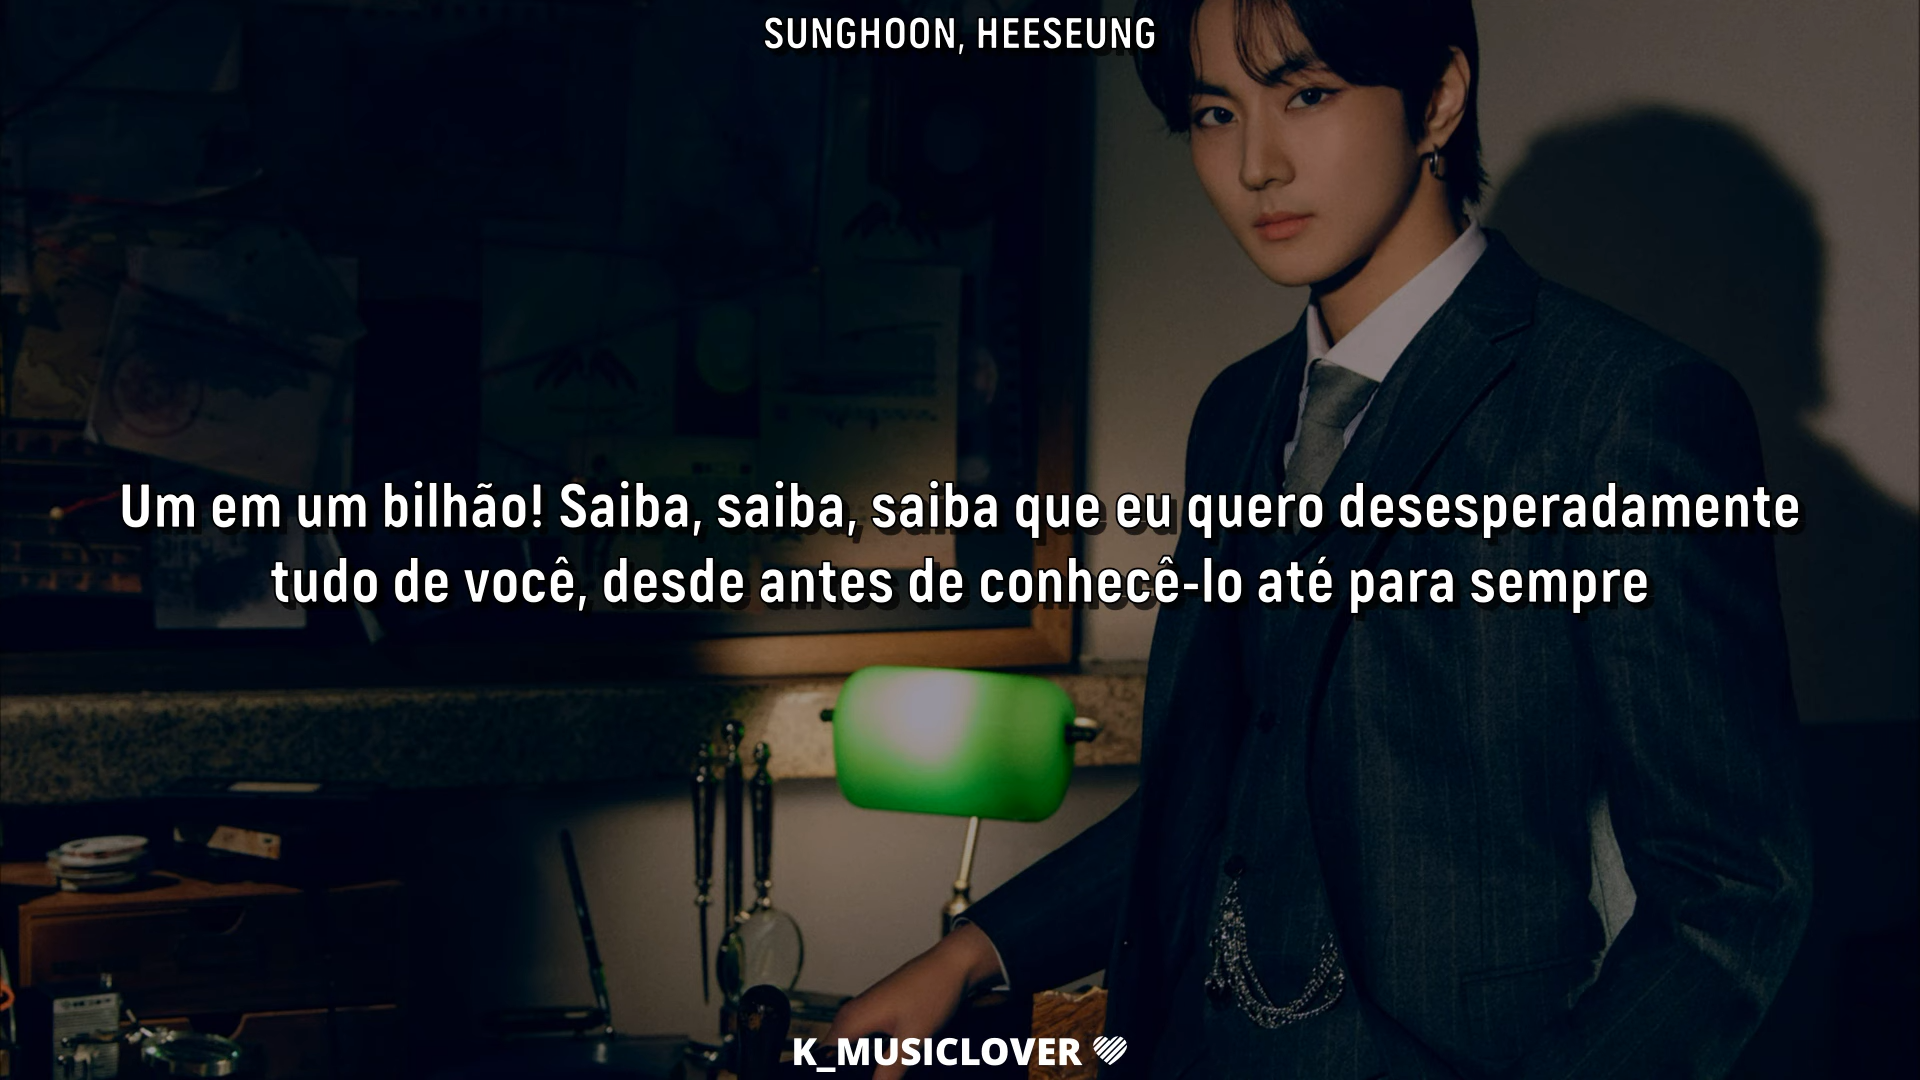 SUNGHOON, HEESEUNG
Um em um bilhão! Saiba, saiba, saiba que eu quero desesperadamente
tudo de você, desde antes de conhecê-lo até para sempre
K_MUSICLOVER